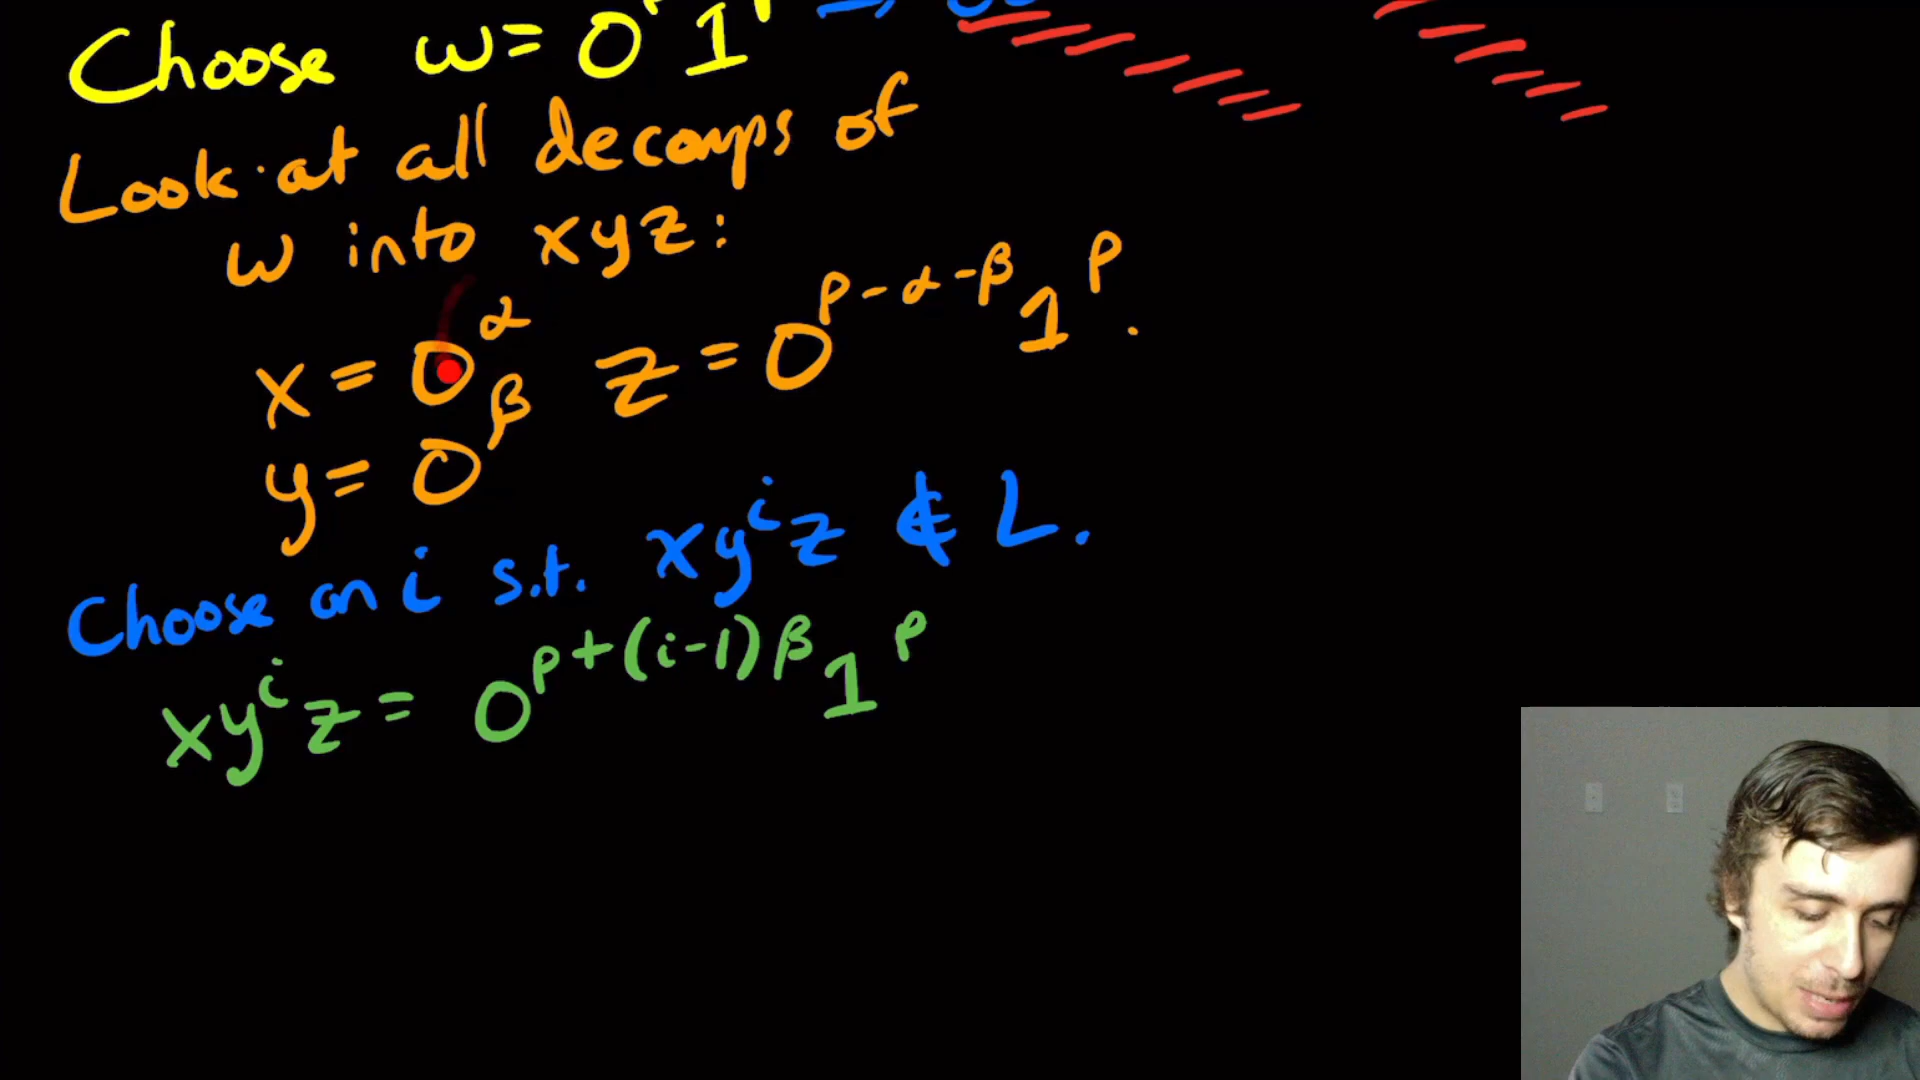 Choose w = 0^p 1^p
Look at all decomps of
w into xyz:
x = 0^α z = 0^{p-α-β} 1^p.
y = 0^β
Choose an i s.t. xy^i z ∉ L.
xy^i z = 0^{p+(i-1)β} 1^p